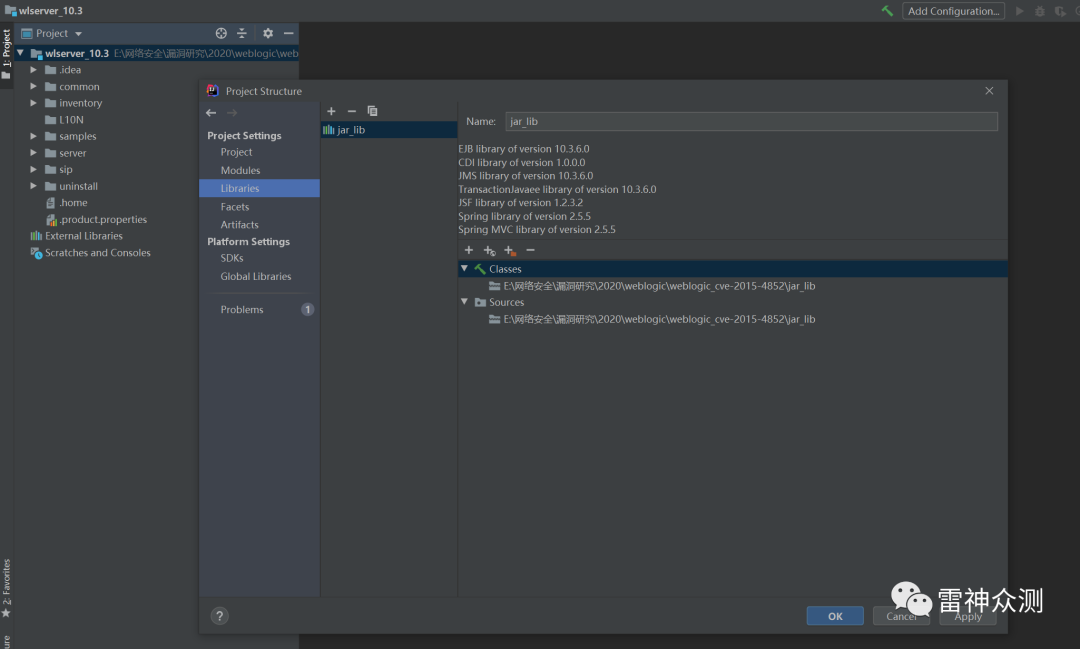 wlserver_10.3
Add Configuration...
1: Project
Project
wlserver_10.3 E:\网络安全\漏洞研究\2020\weblogic\web
.idea
common
inventory
L10N
samples
server
sip
uninstall
.home
.product.properties
External Libraries
Scratches and Consoles
2: Favorites
ure
Project Structure
Project Settings
Project
Modules
Libraries
Facets
Artifacts
Platform Settings
SDKs
Global Libraries
Problems 1
jar_lib
Name: jar_lib
EJB library of version 10.3.6.0
CDI library of version 1.0.0.0
JMS library of version 10.3.6.0
TransactionJavaee library of version 10.3.6.0
JSF library of version 1.2.3.2
Spring library of version 2.5.5
Spring MVC library of version 2.5.5
Classes
E:\网络安全\漏洞研究\2020\weblogic\weblogic_cve-2015-4852\jar_lib
Sources
E:\网络安全\漏洞研究\2020\weblogic\weblogic_cve-2015-4852\jar_lib
?
OK Cancel Apply
雷神众测